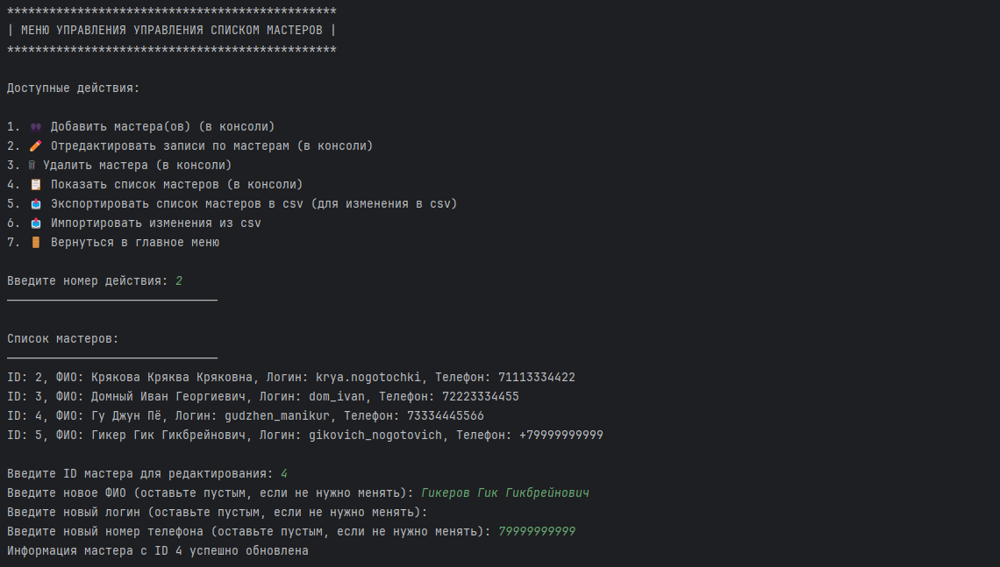 ***********************************************
| МЕНЮ УПРАВЛЕНИЯ УПРАВЛЕНИЯ СПИСКОМ МАСТЕРОВ |
***********************************************
Доступные действия:
1. Добавить мастера(ов) (в консоли)
2. Отредактировать записи по мастерам (в консоли)
3. Удалить мастера (в консоли)
4. Показать список мастеров (в консоли)
5. Экспортировать список мастеров в csv (для изменения в csv)
6. Импортировать изменения из csv
7. Вернуться в главное меню
Введите номер действия: 2
──────────────────────────────
Список мастеров:
──────────────────────────────
ID: 2, ФИО: Крякова Кряква Кряковна, Логин: krya.nogotochki, Телефон: 71113334422
ID: 3, ФИО: Домный Иван Георгиевич, Логин: dom_ivan, Телефон: 72223334455
ID: 4, ФИО: Гу Джун Пё, Логин: gudzhen_manikur, Телефон: 73334445566
ID: 5, ФИО: Гикер Гик Гикбрейнович, Логин: gikovich_nogotovich, Телефон: +79999999999
Введите ID мастера для редактирования: 4
Введите новое ФИО (оставьте пустым, если не нужно менять): Гикеров Гик Гикбрейнович
Введите новый логин (оставьте пустым, если не нужно менять):
Введите новый номер телефона (оставьте пустым, если не нужно менять): 79999999999
Информация мастера с ID 4 успешно обновлена